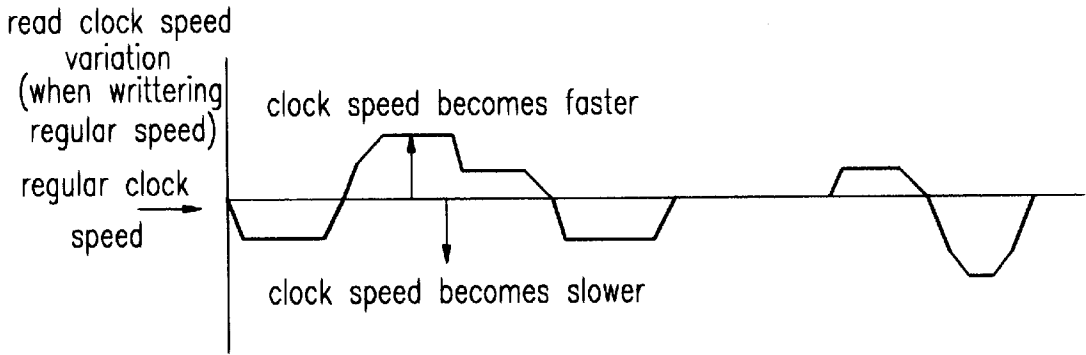 read clock speed
variation
(when writtering
regular speed)
clock speed becomes faster
regular clock
speed
clock speed becomes slower